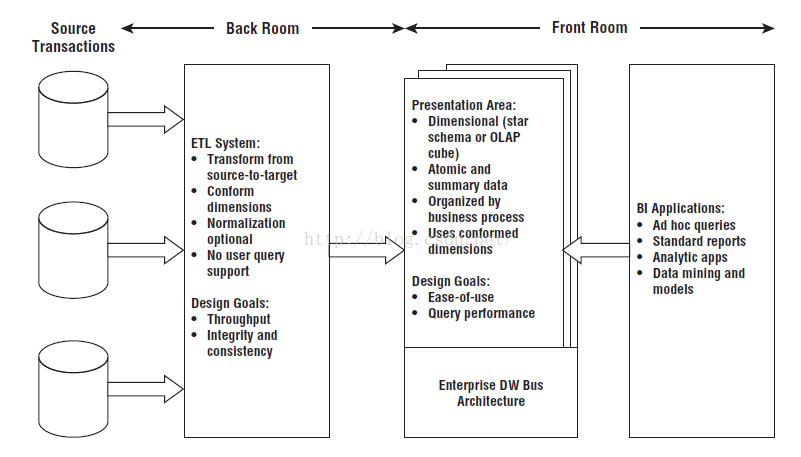 Source
Transactions
Back Room
Front Room
ETL System:
• Transform from
source-to-target
• Conform
dimensions
• Normalization
optional
• No user query
support
Design Goals:
• Throughput
• Integrity and
consistency
Presentation Area:
• Dimensional (star
schema or OLAP
cube)
• Atomic and
summary data
• Organized by
business process
• Uses conformed
dimensions
Design Goals:
• Ease-of-use
• Query performance
Enterprise DW Bus
Architecture
BI Applications:
• Ad hoc queries
• Standard reports
• Analytic apps
• Data mining and
models
http://blog.csdn.net/